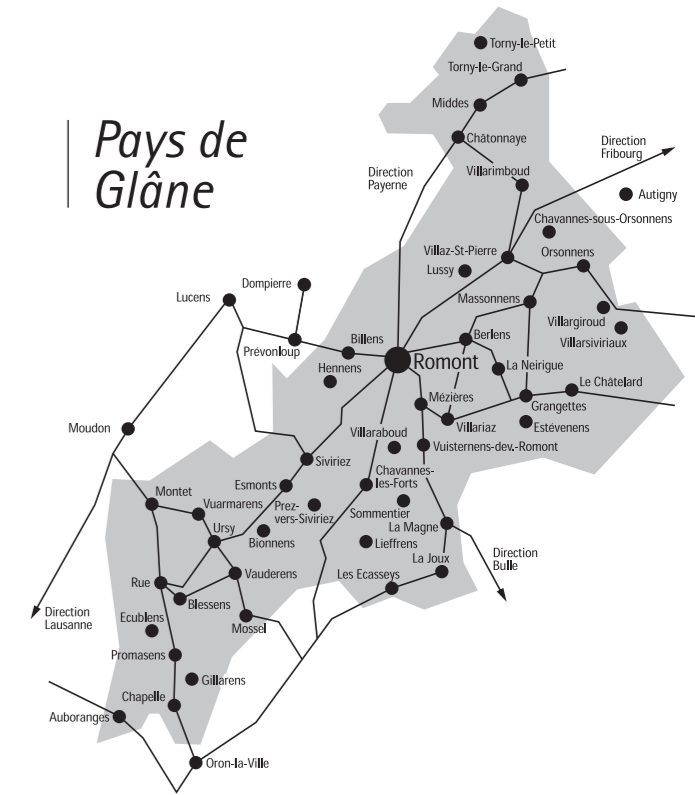 Pays de
Glâne
Torny-le-Petit
Torny-le-Grand
Middes
Châtonnaye
Direction
Fribourg
Direction
Payerne
Villarimboud
Autigny
Chavannes-sous-Orsonnens
Villaz-St-Pierre
Orsonnens
Lussy
Dompierre
Lucens
Massonnens
Villargiroud
Villarsiviriaux
Billens
Berlens
Prévonloup
Romont
Hennens
La Neirigue
Le Châtelard
Mézières
Grangettes
Moudon
Villaraboud
Villariaz
Estévenens
Vuisternens-dev.-Romont
Siviriez
Chavannes-
les-Forts
Esmonts
Montet
Vuarmarens
Prez-
vers-Siviriez
Sommentier
Ursy
La Magne
Bionnens
Lieffrens
Direction
Bulle
La Joux
Rue
Vauderens
Les Ecasseys
Blessens
Direction
Lausanne
Ecublens
Mossel
Promasens
Gillarens
Chapelle
Auboranges
Oron-la-Ville